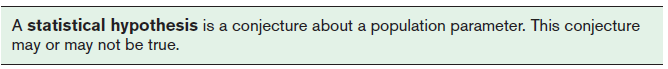 A statistical hypothesis is a conjecture about a population parameter. This conjecture
may or may not be true.